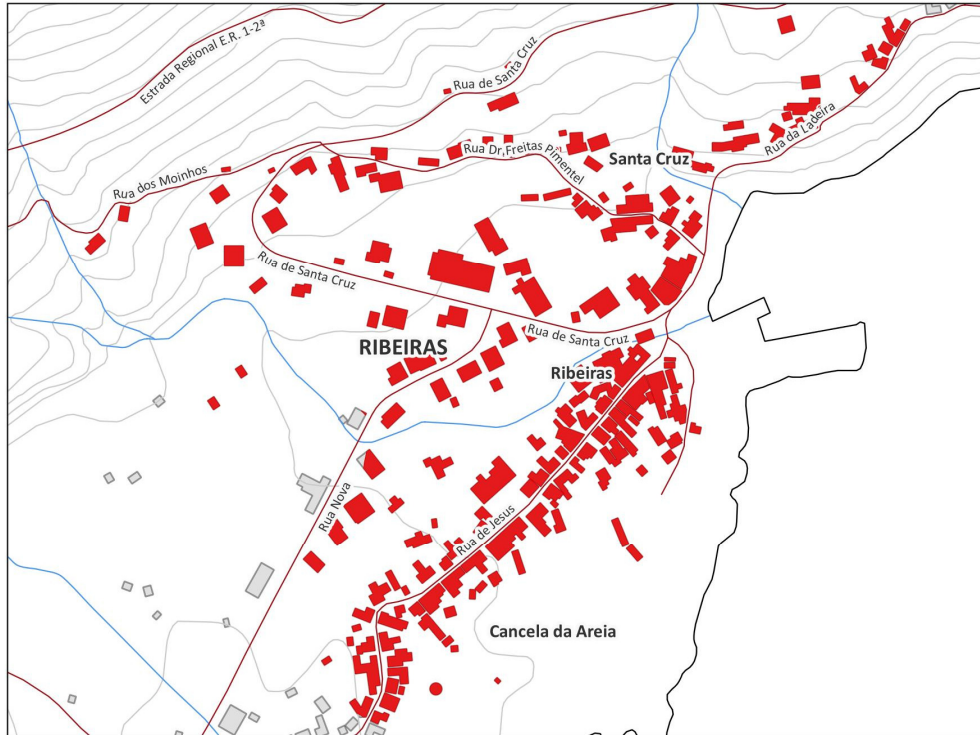 Estrada Regional E.R. 1-2ª
Rua de Santa Cruz
Rua da Ladeira
Rua Dr,Freitas Pimentel
Santa Cruz
Rua dos Moinhos
Rua de Santa Cruz
Rua de Santa Cruz
RIBEIRAS
Ribeiras
Rua Nova
Rua de Jesus
Cancela da Areia